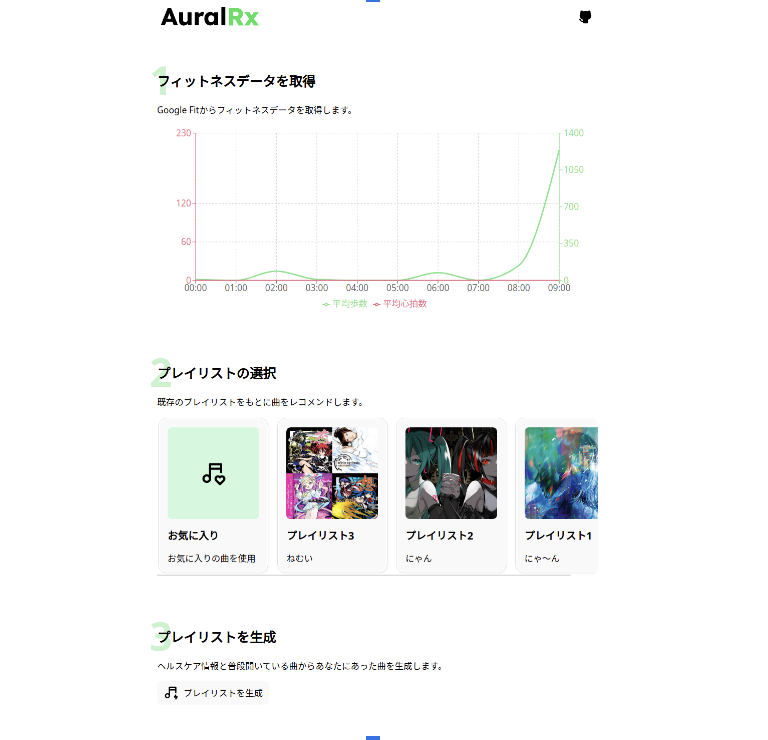 AuralRx
1
フィットネスデータを取得
Google Fitからフィットネスデータを取得します。
230
120
60
0
1400
1050
700
350
0
00:00 01:00 02:00 03:00 04:00 05:00 06:00 07:00 08:00 09:00
平均歩数 平均心拍数
2
プレイリストの選択
既存のプレイリストをもとに曲をレコメンドします。
お気に入り
お気に入りの曲を使用
プレイリスト3
ねむい
プレイリスト2
にゃん
プレイリスト1
にゃ〜ん
3
プレイリストを生成
ヘルスケア情報と普段聞いている曲からあなたにあった曲を生成します。
プレイリストを生成